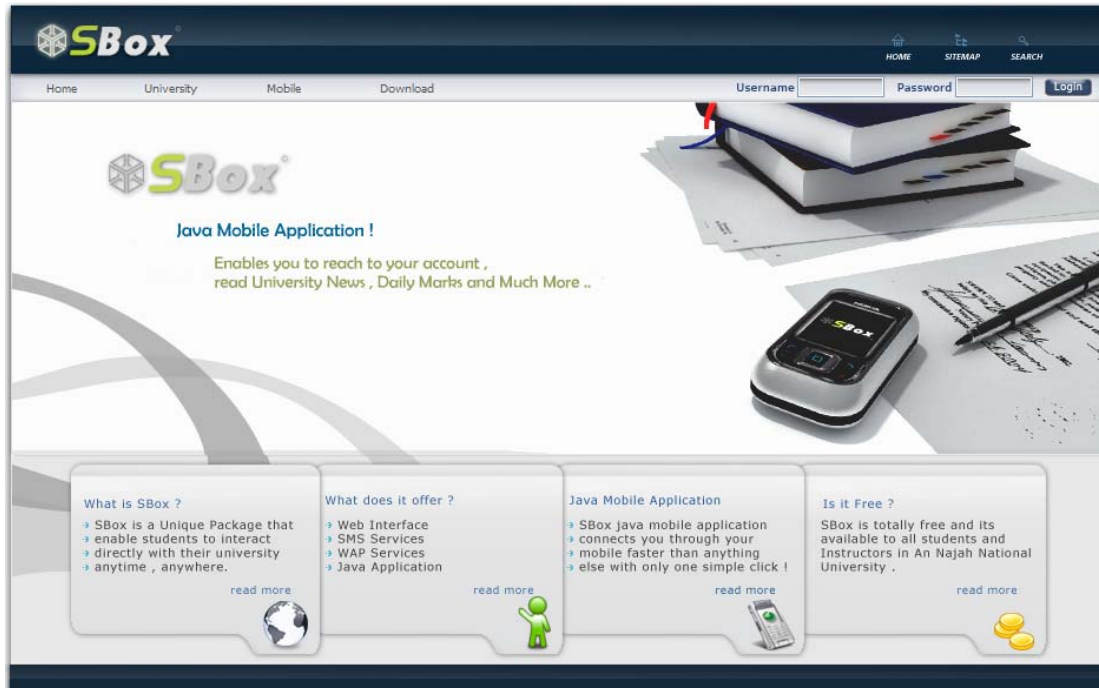 SBox©
HOME SITEMAP SEARCH
Home University Mobile Download Username Password Login
SBox©
Java Mobile Application !
Enables you to reach to your account ,
read University News , Daily Marks and Much More ..
SBox
What is SBox ?
SBox is a Unique Package that
enable students to interact
directly with their university
anytime , anywhere.
read more
What does it offer ?
Web Interface
SMS Services
WAP Services
Java Application
read more
Java Mobile Application
SBox java mobile application
connects you through your
mobile faster than anything
else with only one simple click !
read more
Is it Free ?
SBox is totally free and its
available to all students and
Instructors in An Najah National
University .
read more